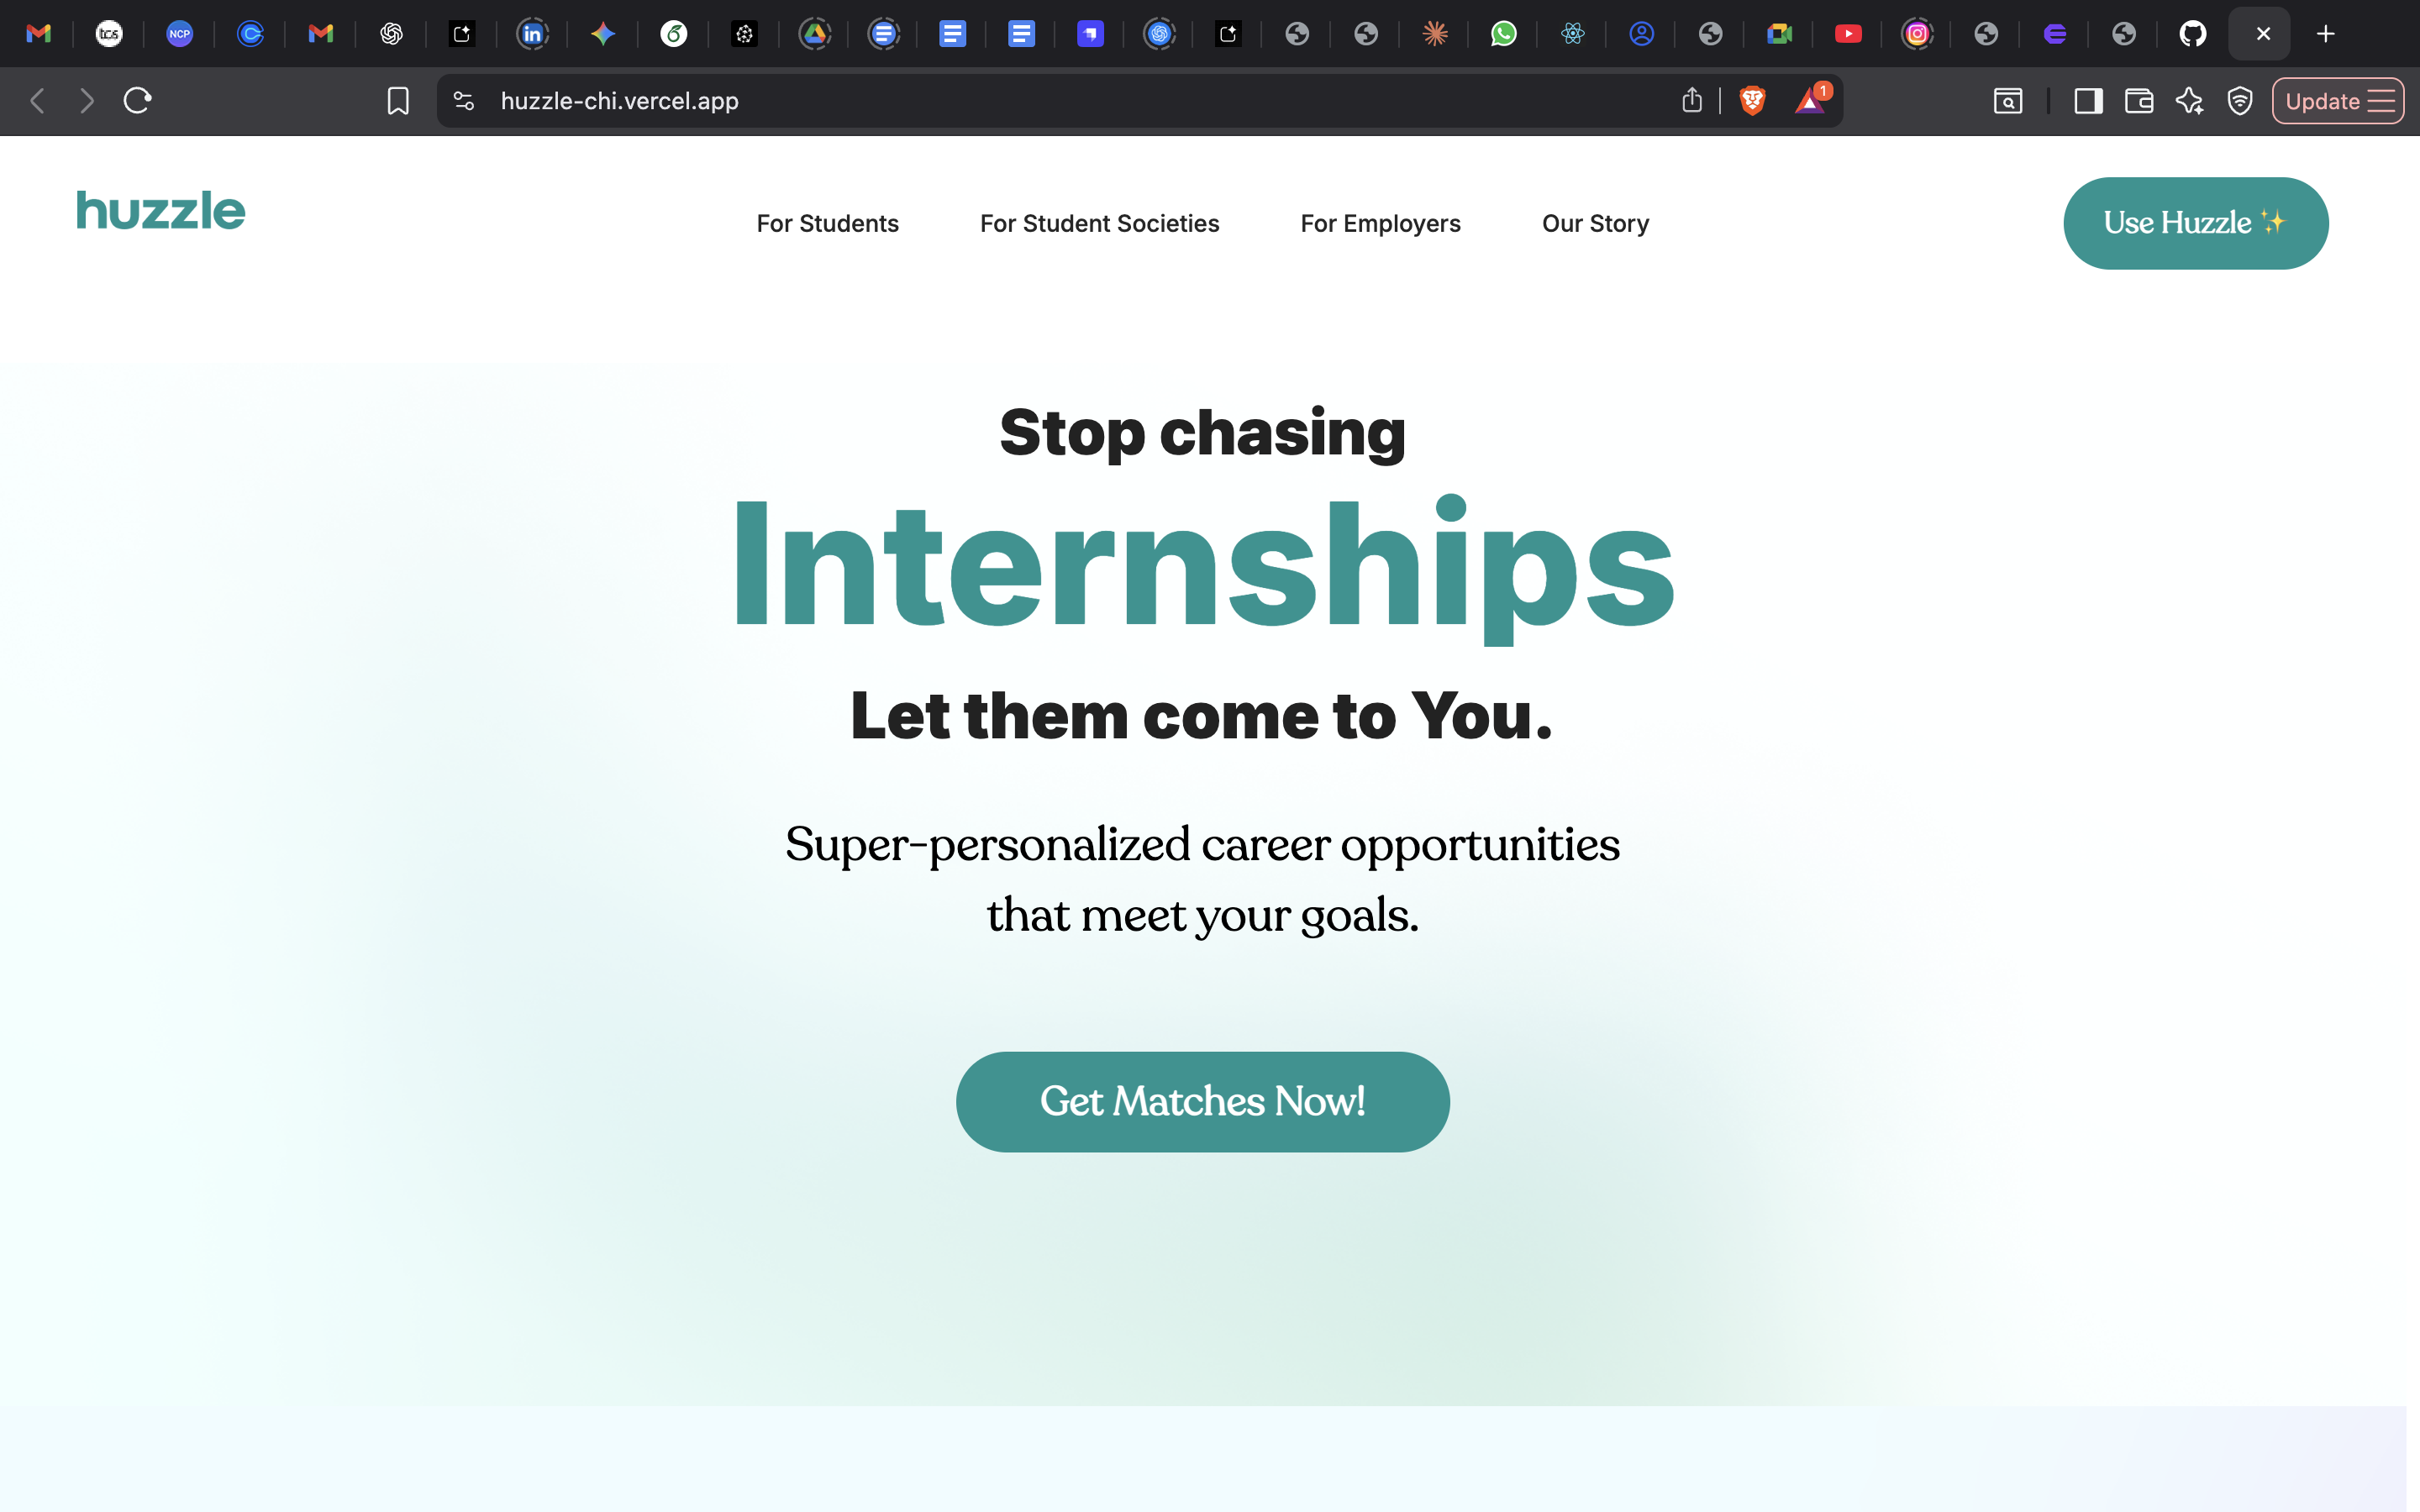 tcs
NCP
in
huzzle-chi.vercel.app
1
Update
huzzle
For Students
For Student Societies
For Employers
Our Story
Use Huzzle ✨
Stop chasing
Internships
Let them come to You.
Super-personalized career opportunities
that meet your goals.
Get Matches Now!